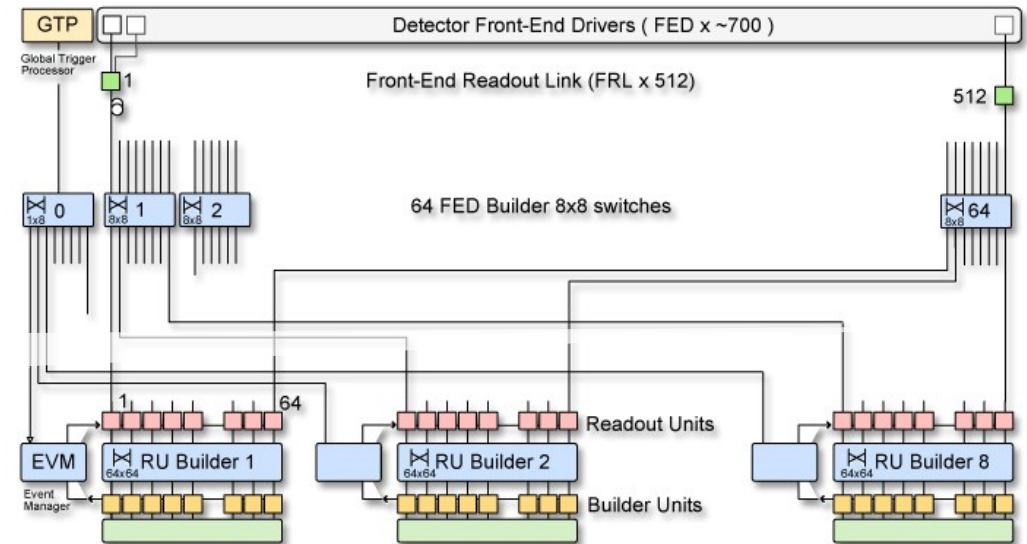 GTP
Detector Front-End Drivers ( FED x ~700 )
Global Trigger
Processor
1
Front-End Readout Link (FRL x 512)
512
1x8
0
8x8
1
8x8
2
64 FED Builder 8x8 switches
8x8
64
1
64
Readout Units
EVM
64x64
RU Builder 1
64x64
RU Builder 2
64x64
RU Builder 8
Event
Manager
Builder Units